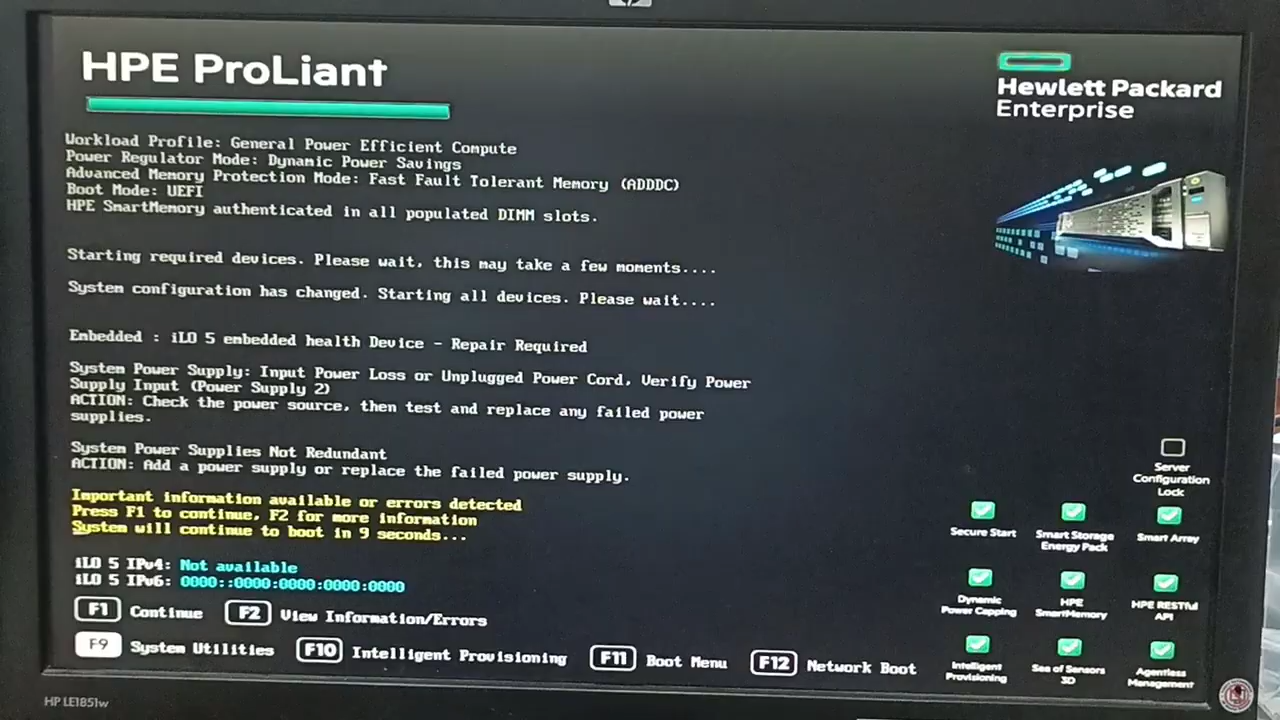 HPE ProLiant
Hewlett Packard
Enterprise
Workload Profile: General Power Efficient Compute
Power Regulator Mode: Dynamic Power Savings
Advanced Memory Protection Mode: Fast Fault Tolerant Memory (ADDDC)
Boot Mode: UEFI
HPE SmartMemory authenticated in all populated DIMM slots.
Starting required devices. Please wait, this may take a few moments....
System configuration has changed. Starting all devices. Please wait....
Embedded : iLO 5 embedded health Device - Repair Required
System Power Supply: Input Power Loss or Unplugged Power Cord, Verify Power
Supply Input (Power Supply 2)
ACTION: Check the power source, then test and replace any failed power
supplies.
System Power Supplies Not Redundant
ACTION: Add a power supply or replace the failed power supply.
Important information available or errors detected
Press F1 to continue, F2 for more information
System will continue to boot in 9 seconds...
iLO 5 IPv4: Not available
iLO 5 IPv6: 0000::0000:0000:0000:0000
F1 Continue F2 View Information/Errors
F9 System Utilities F10 Intelligent Provisioning F11 Boot Menu F12 Network Boot
Server
Configuration
Lock
Secure Start
Smart Storage
Energy Pack
Smart Array
Dynamic
Power Capping
HPE
SmartMemory
HPE RESTful
API
Intelligent
Provisioning
Sea of Sensors
3D
Agentless
Management
HP LE1851w